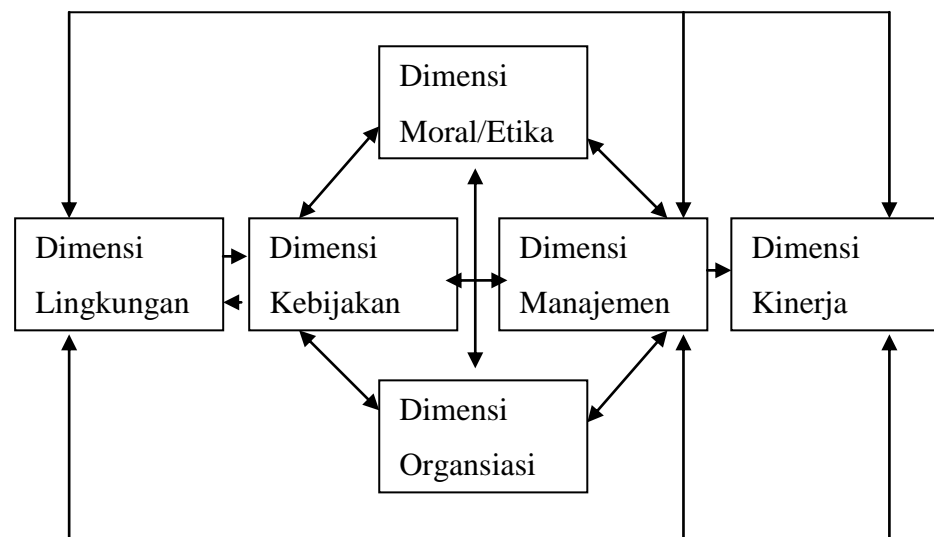 Dimensi
Moral/Etika
Dimensi
Lingkungan
Dimensi
Kebijakan
Dimensi
Manajemen
Dimensi
Kinerja
Dimensi
Organsiasi